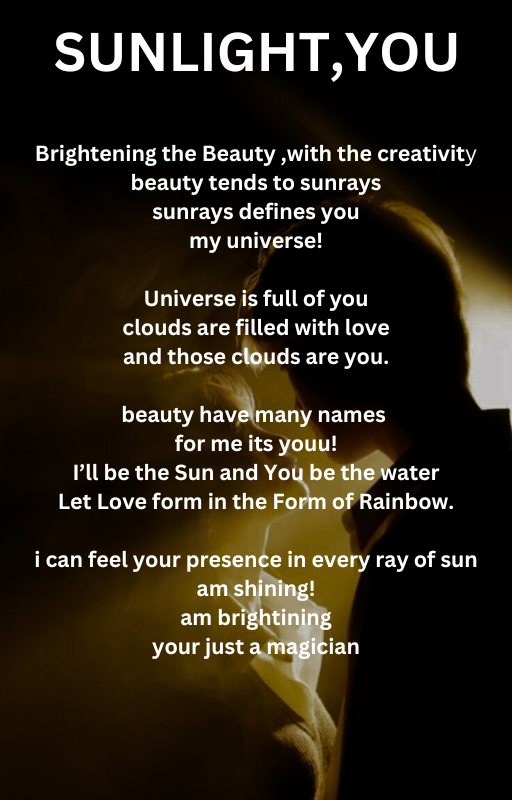 SUNLIGHT,YOU
Brightening the Beauty ,with the creativity
beauty tends to sunrays
sunrays defines you
my universe!
Universe is full of you
clouds are filled with love
and those clouds are you.
beauty have many names
for me its youu!
I’ll be the Sun and You be the water
Let Love form in the Form of Rainbow.
i can feel your presence in every ray of sun
am shining!
am brightining
your just a magician